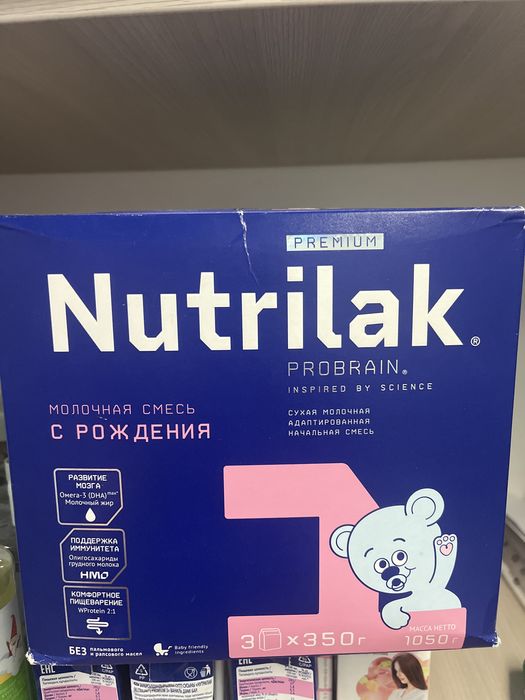 PREMIUM
Nutrilak®
PROBRAIN®
INSPIRED BY SCIENCE
МОЛОЧНАЯ СМЕСЬ
С РОЖДЕНИЯ
СУХАЯ МОЛОЧНАЯ
АДАПТИРОВАННАЯ
НАЧАЛЬНАЯ СМЕСЬ
РАЗВИТИЕ
МОЗГА
Омега-3 (DHA)max*
Молочный жир
ПОДДЕРЖКА
ИММУНИТЕТА
Олигосахариды
грудного молока
HMO
КОМФОРТНОЕ
ПИЩЕВАРЕНИЕ
WProtein 2:1
1
БЕЗ пальмового
и рапсового масел
Baby friendly
ingredients
3 × 350 г
МАССА НЕТТО
1050 г